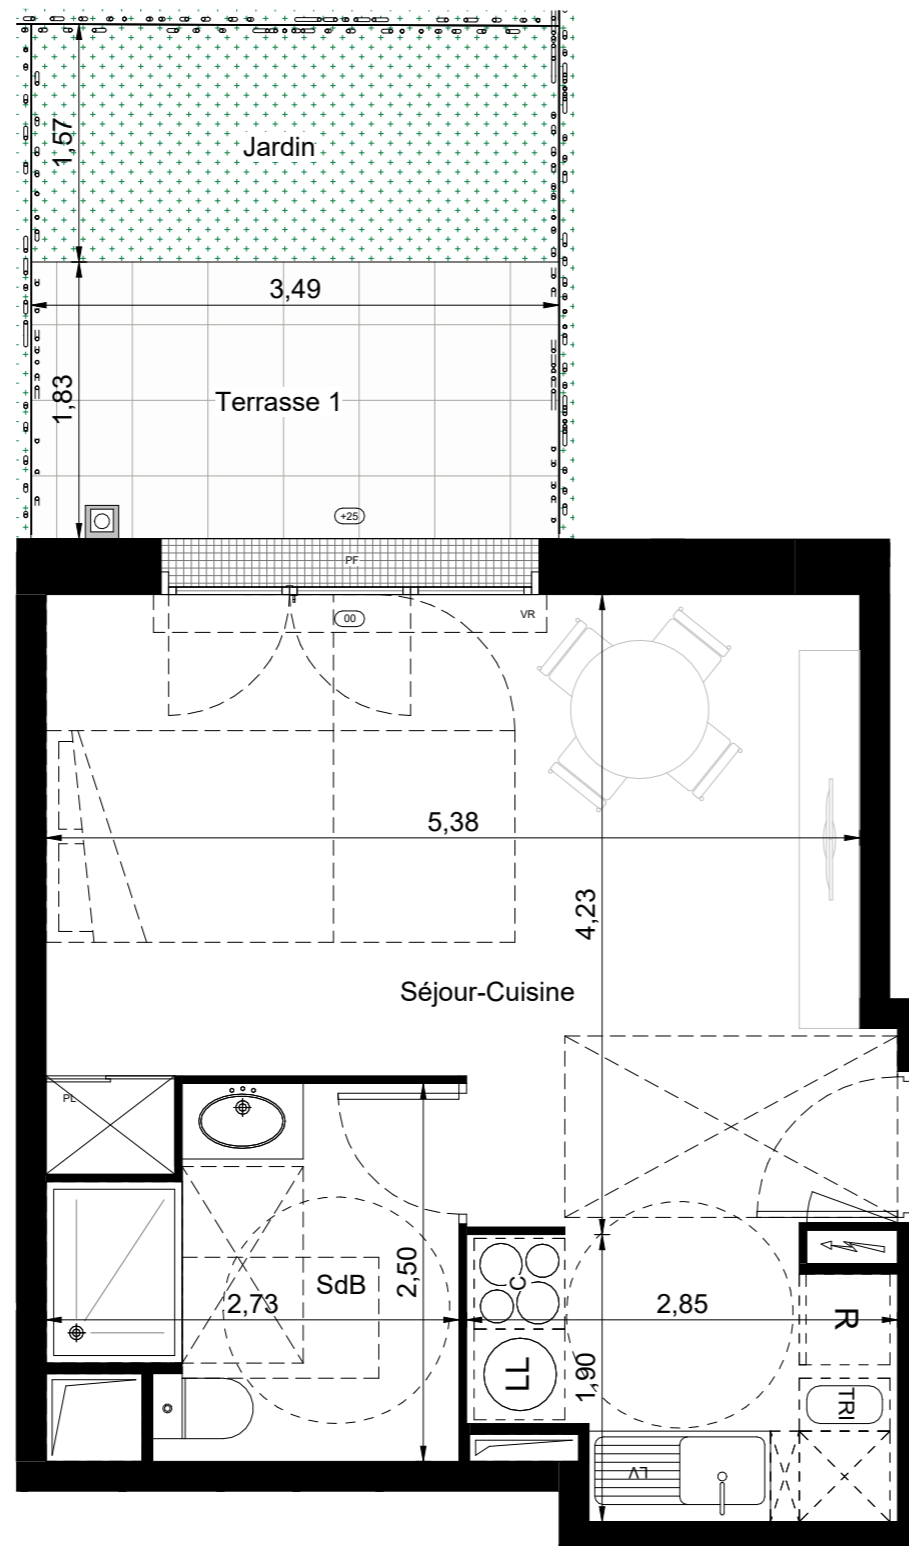 1,57
Jardin
3,49
1,83
Terrasse 1
+25
PF
00
VR
5,38
4,23
Séjour-Cuisine
PL
SdB
2,50
2,73
C
2,85
R
LL
1,90
TRI
LV